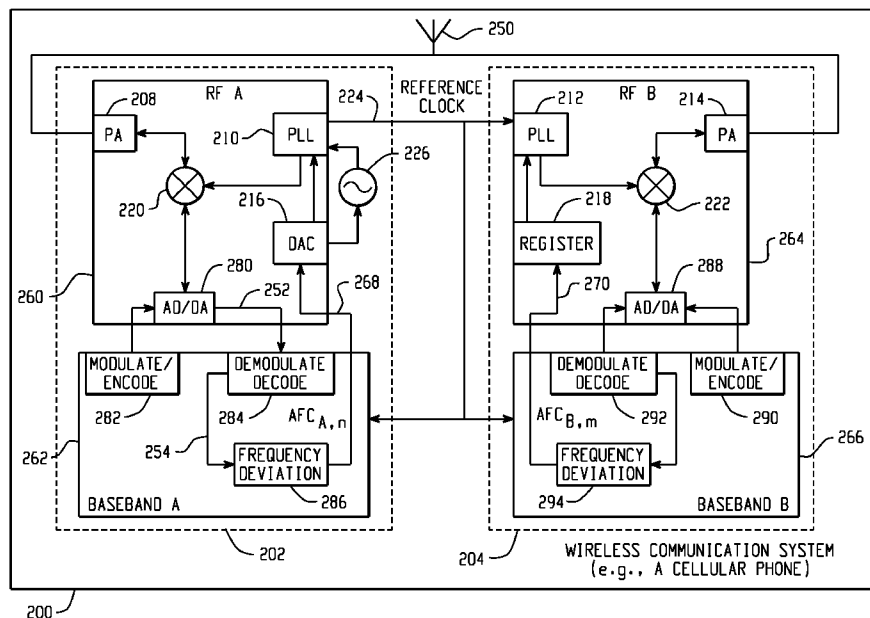 250
208
RF A
224
REFERENCE
CLOCK
212
RF B
214
PA
210
PLL
226
PLL
PA
220
216
218
222
DAC
REGISTER
260
280
252
268
270
288
264
AD/DA
AD/DA
MODULATE/
ENCODE
DEMODULATE
DECODE
DEMODULATE
DECODE
MODULATE/
ENCODE
282
284
AFC A,n
AFC B,m
292
290
262
254
266
FREQUENCY
DEVIATION
FREQUENCY
DEVIATION
286
294
BASEBAND A
BASEBAND B
202
204
WIRELESS COMMUNICATION SYSTEM
(e.g., A CELLULAR PHONE)
200